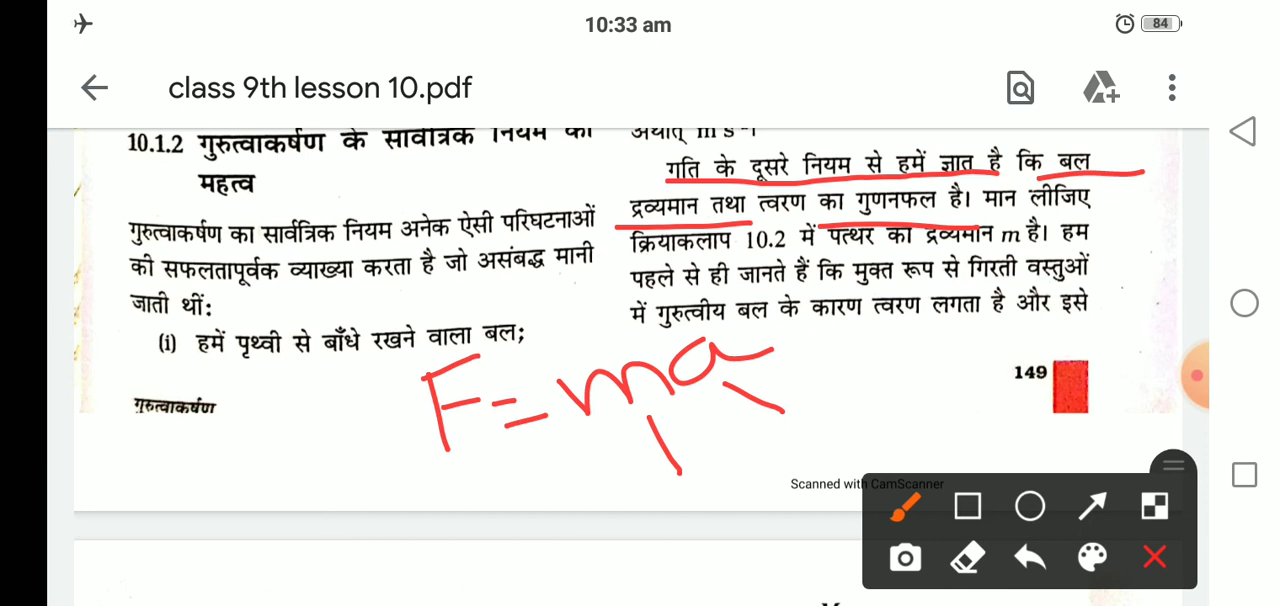 10:33 am
84
class 9th lesson 10.pdf
10.1.2 गुरुत्वाकर्षण के सार्वत्रिक नियम का
महत्व
गुरुत्वाकर्षण का सार्वत्रिक नियम अनेक ऐसी परिघटनाओं
की सफलतापूर्वक व्याख्या करता है जो असंबद्ध मानी
जाती थीं:
(i) हमें पृथ्वी से बाँधे रखने वाला बल;
गुरुत्वाकर्षण
अर्थात् m s
गति के दूसरे नियम से हमें ज्ञात है कि बल
द्रव्यमान तथा त्वरण का गुणनफल है। मान लीजिए
क्रियाकलाप 10.2 में पत्थर का द्रव्यमान m है। हम
पहले से ही जानते हैं कि मुक्त रूप से गिरती वस्तुओं
में गुरुत्वीय बल के कारण त्वरण लगता है और इसे
149
F=ma
Scanned with CamScanner